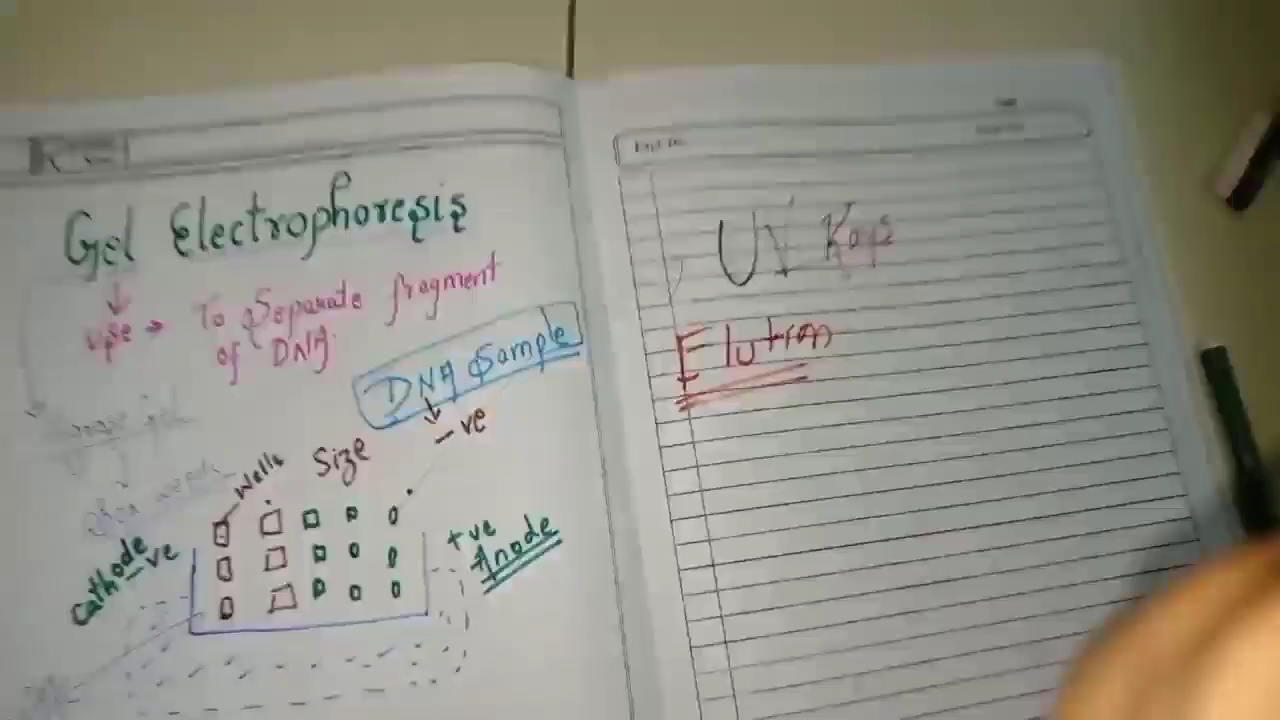 Gel Electrophoresis
use → To Separate fragment
of DNA
DNA Sample
-ve
Size
Wells
Cathode
-ve
+ve
Anode
UV
Elution